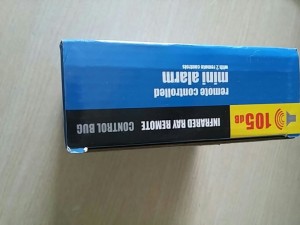 remote controlled
mini alarm
with 2 remote controls
105dB
INFRARED RAY REMOTE CONTROL BUG